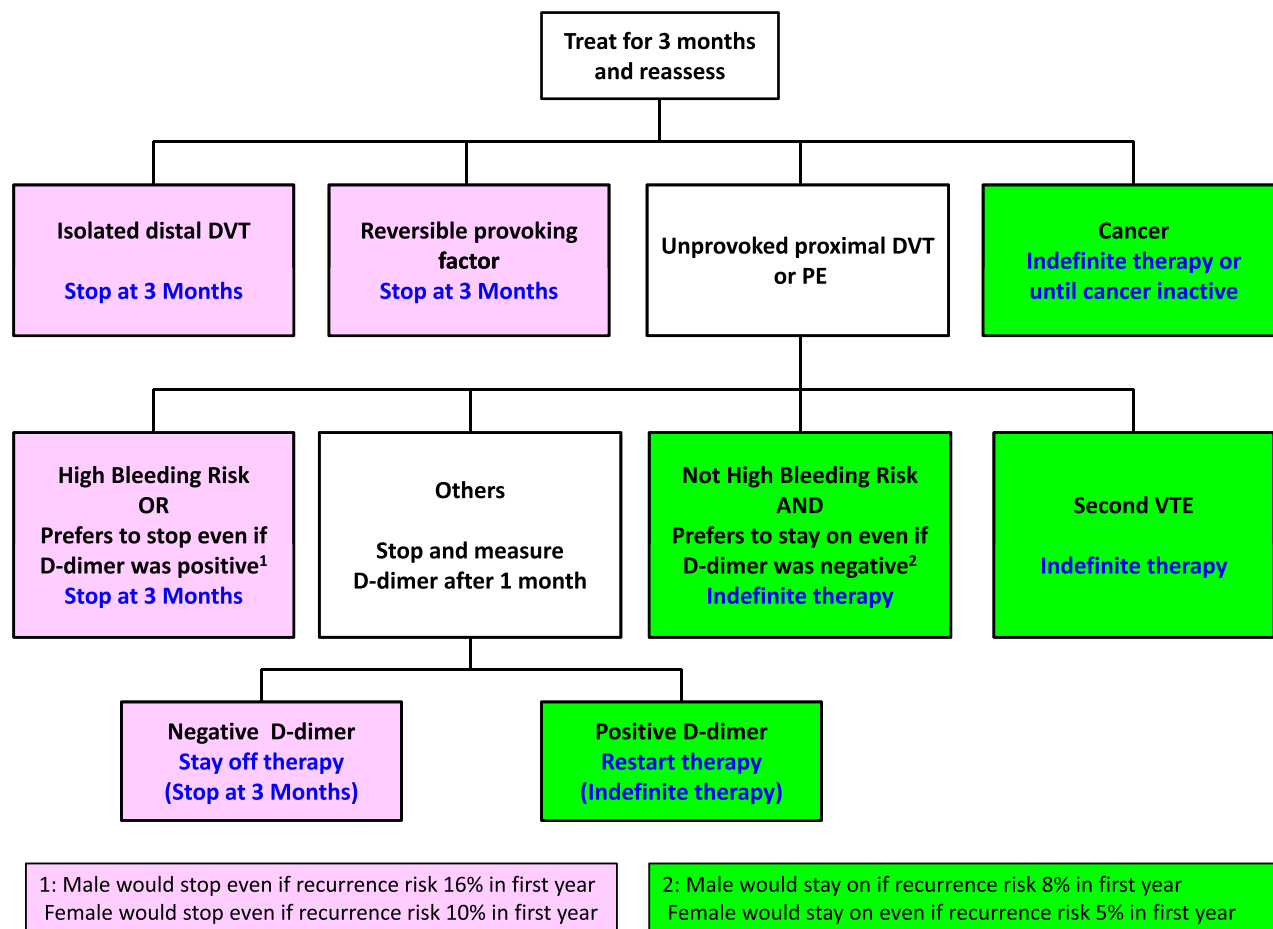 Treat for 3 months
and reassess
Isolated distal DVT
Stop at 3 Months
Reversible provoking
factor
Stop at 3 Months
Unprovoked proximal DVT
or PE
Cancer
Indefinite therapy or
until cancer inactive
High Bleeding Risk
OR
Prefers to stop even if
D-dimer was positive¹
Stop at 3 Months
Others
Stop and measure
D-dimer after 1 month
Not High Bleeding Risk
AND
Prefers to stay on even if
D-dimer was negative²
Indefinite therapy
Second VTE
Indefinite therapy
Negative D-dimer
Stay off therapy
(Stop at 3 Months)
Positive D-dimer
Restart therapy
(Indefinite therapy)
1: Male would stop even if recurrence risk 16% in first year
Female would stop even if recurrence risk 10% in first year
2: Male would stay on if recurrence risk 8% in first year
Female would stay on even if recurrence risk 5% in first year